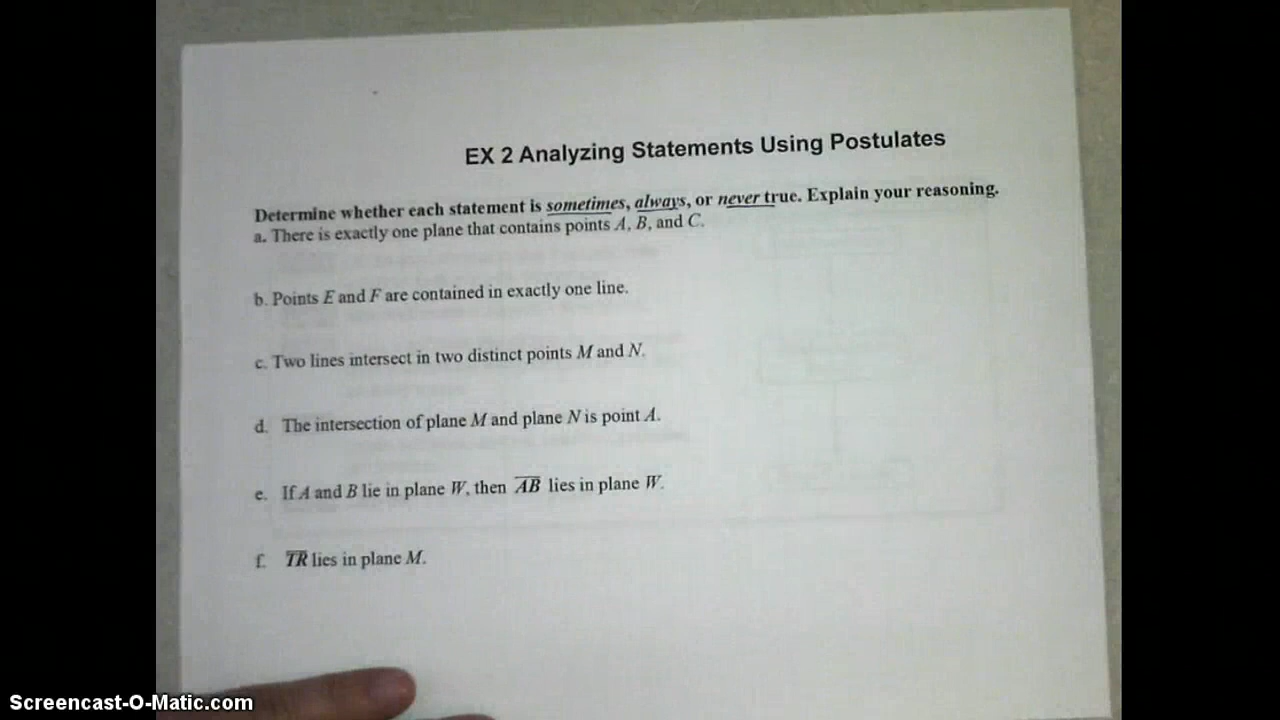 EX 2 Analyzing Statements Using Postulates
Determine whether each statement is sometimes, always, or never true. Explain your reasoning.
a. There is exactly one plane that contains points A, B, and C.
b. Points E and F are contained in exactly one line.
c. Two lines intersect in two distinct points M and N.
d. The intersection of plane M and plane N is point A.
e. If A and B lie in plane W, then A̅B̅ lies in plane W.
f. T̅R̅ lies in plane M.
Screencast-O-Matic.com